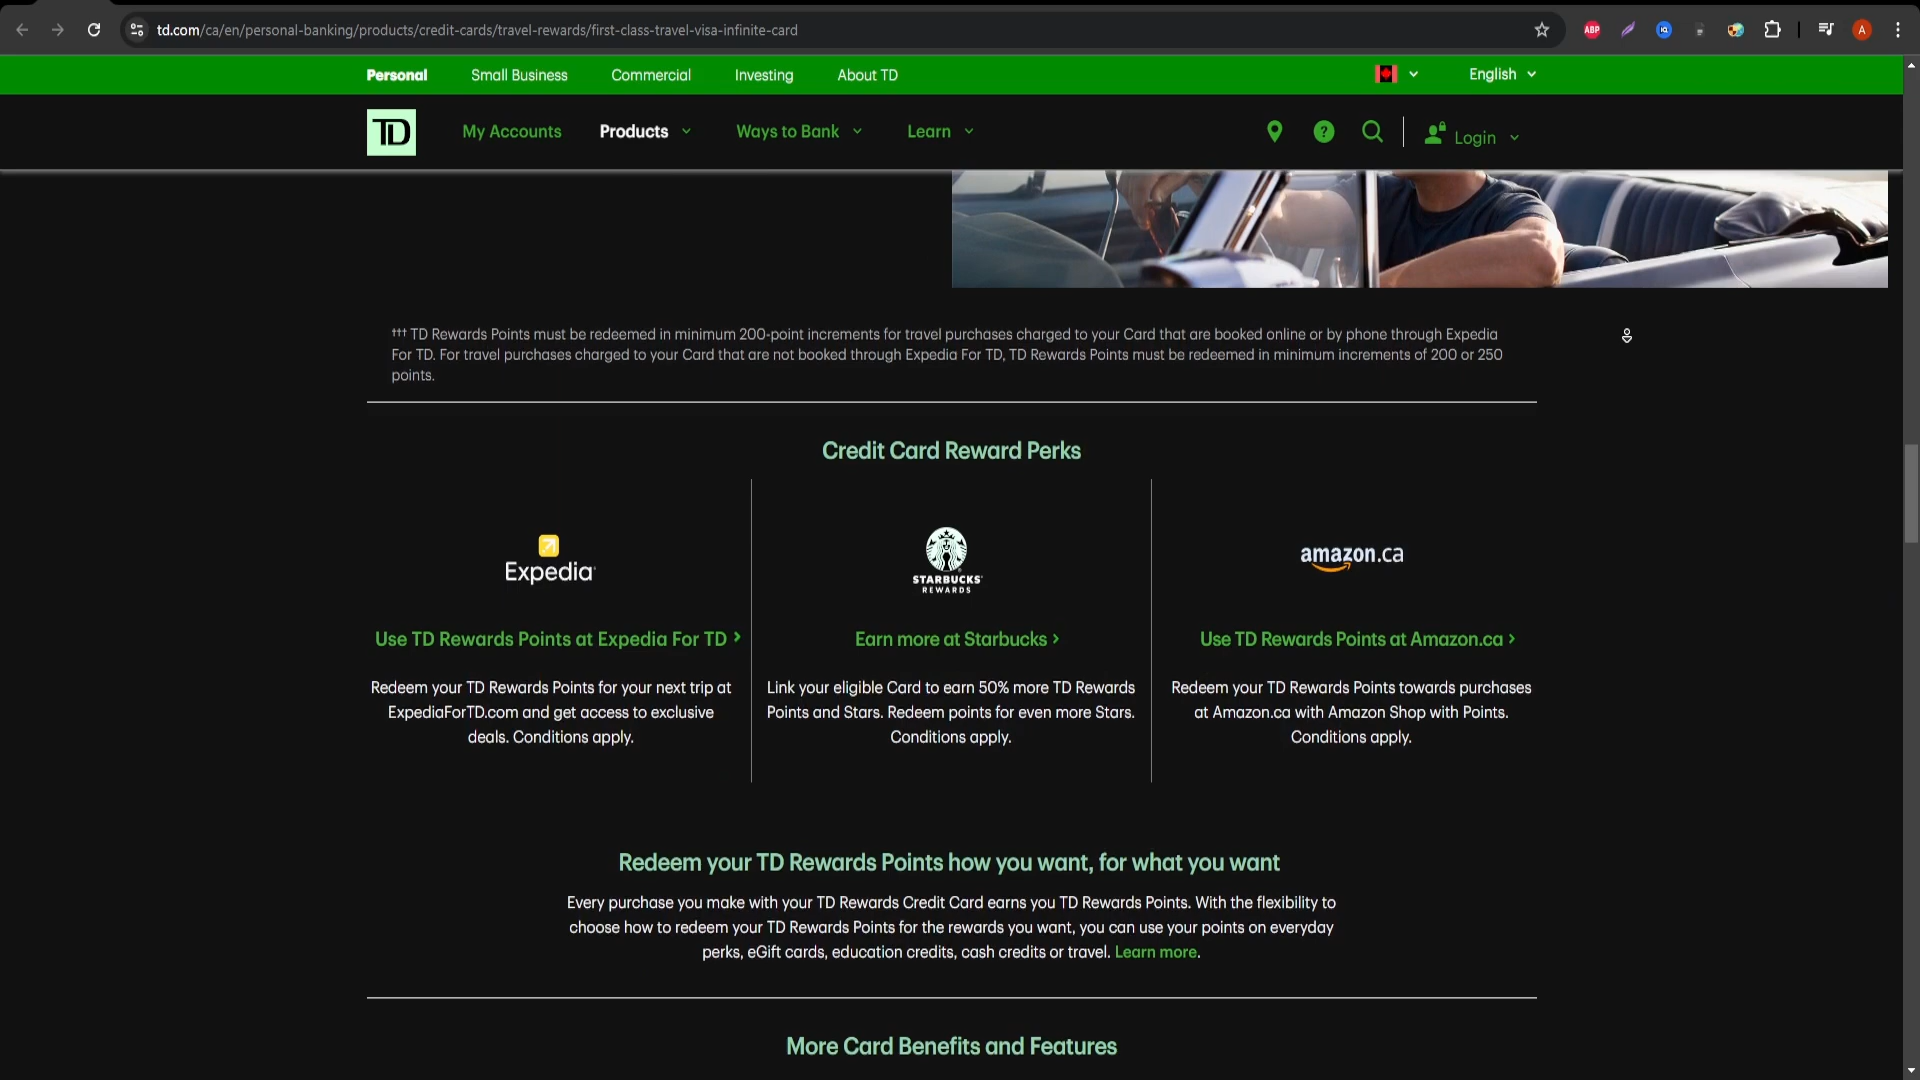 td.com/ca/en/personal-banking/products/credit-cards/travel-rewards/first-class-travel-visa-infinite-card
ABP
A
Personal
Small Business
Commercial
Investing
About TD
English
TD
My Accounts
Products
Ways to Bank
Learn
?
Login
††† TD Rewards Points must be redeemed in minimum 200-point increments for travel purchases charged to your Card that are booked online or by phone through Expedia
For TD. For travel purchases charged to your Card that are not booked through Expedia For TD, TD Rewards Points must be redeemed in minimum increments of 200 or 250
points.
Credit Card Reward Perks
Expedia
STARBUCKS
REWARDS
amazon.ca
Use TD Rewards Points at Expedia For TD ›
Earn more at Starbucks ›
Use TD Rewards Points at Amazon.ca ›
Redeem your TD Rewards Points for your next trip at
ExpediaForTD.com and get access to exclusive
deals. Conditions apply.
Link your eligible Card to earn 50% more TD Rewards
Points and Stars. Redeem points for even more Stars.
Conditions apply.
Redeem your TD Rewards Points towards purchases
at Amazon.ca with Amazon Shop with Points.
Conditions apply.
Redeem your TD Rewards Points how you want, for what you want
Every purchase you make with your TD Rewards Credit Card earns you TD Rewards Points. With the flexibility to
choose how to redeem your TD Rewards Points for the rewards you want, you can use your points on everyday
perks, eGift cards, education credits, cash credits or travel. Learn more.
More Card Benefits and Features